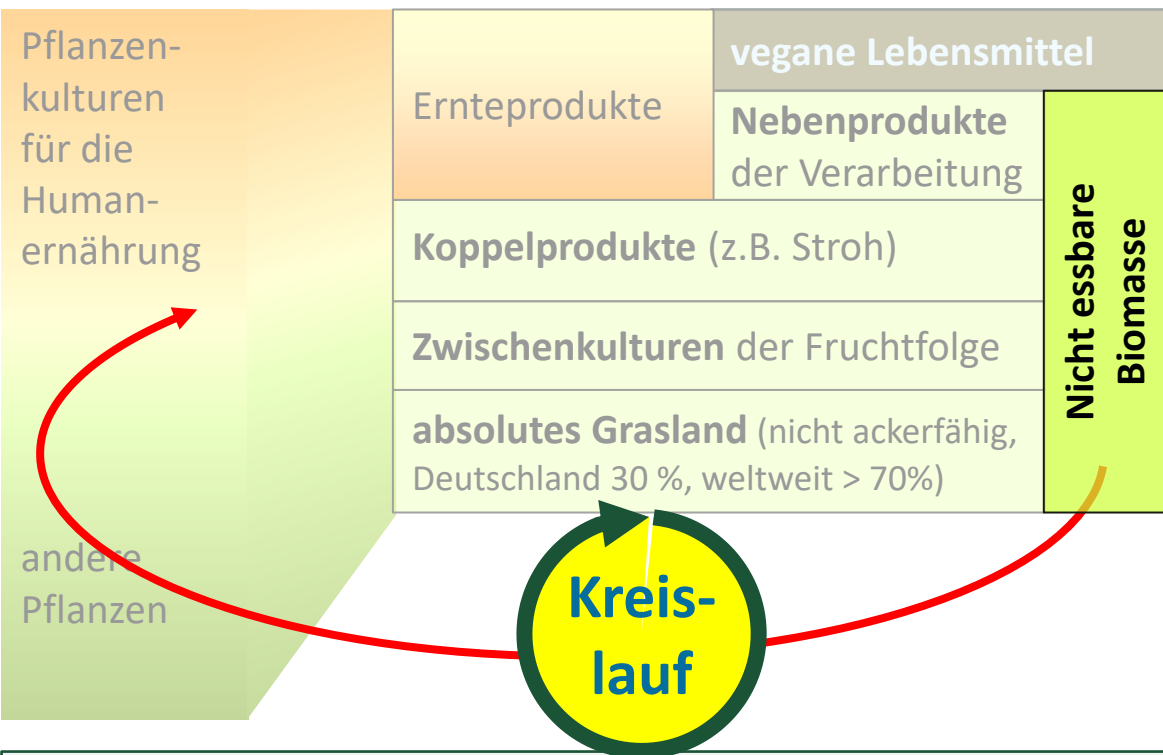 Pflanzen-
kulturen
für die
Human-
ernährung
andere
Pflanzen
Ernteprodukte
vegane Lebensmittel
Nebenprodukte
der Verarbeitung
Koppelprodukte (z.B. Stroh)
Zwischenkulturen der Fruchtfolge
absolutes Grasland (nicht ackerfähig,
Deutschland 30 %, weltweit > 70%)
Nicht essbare
Biomasse
Kreis-
lauf